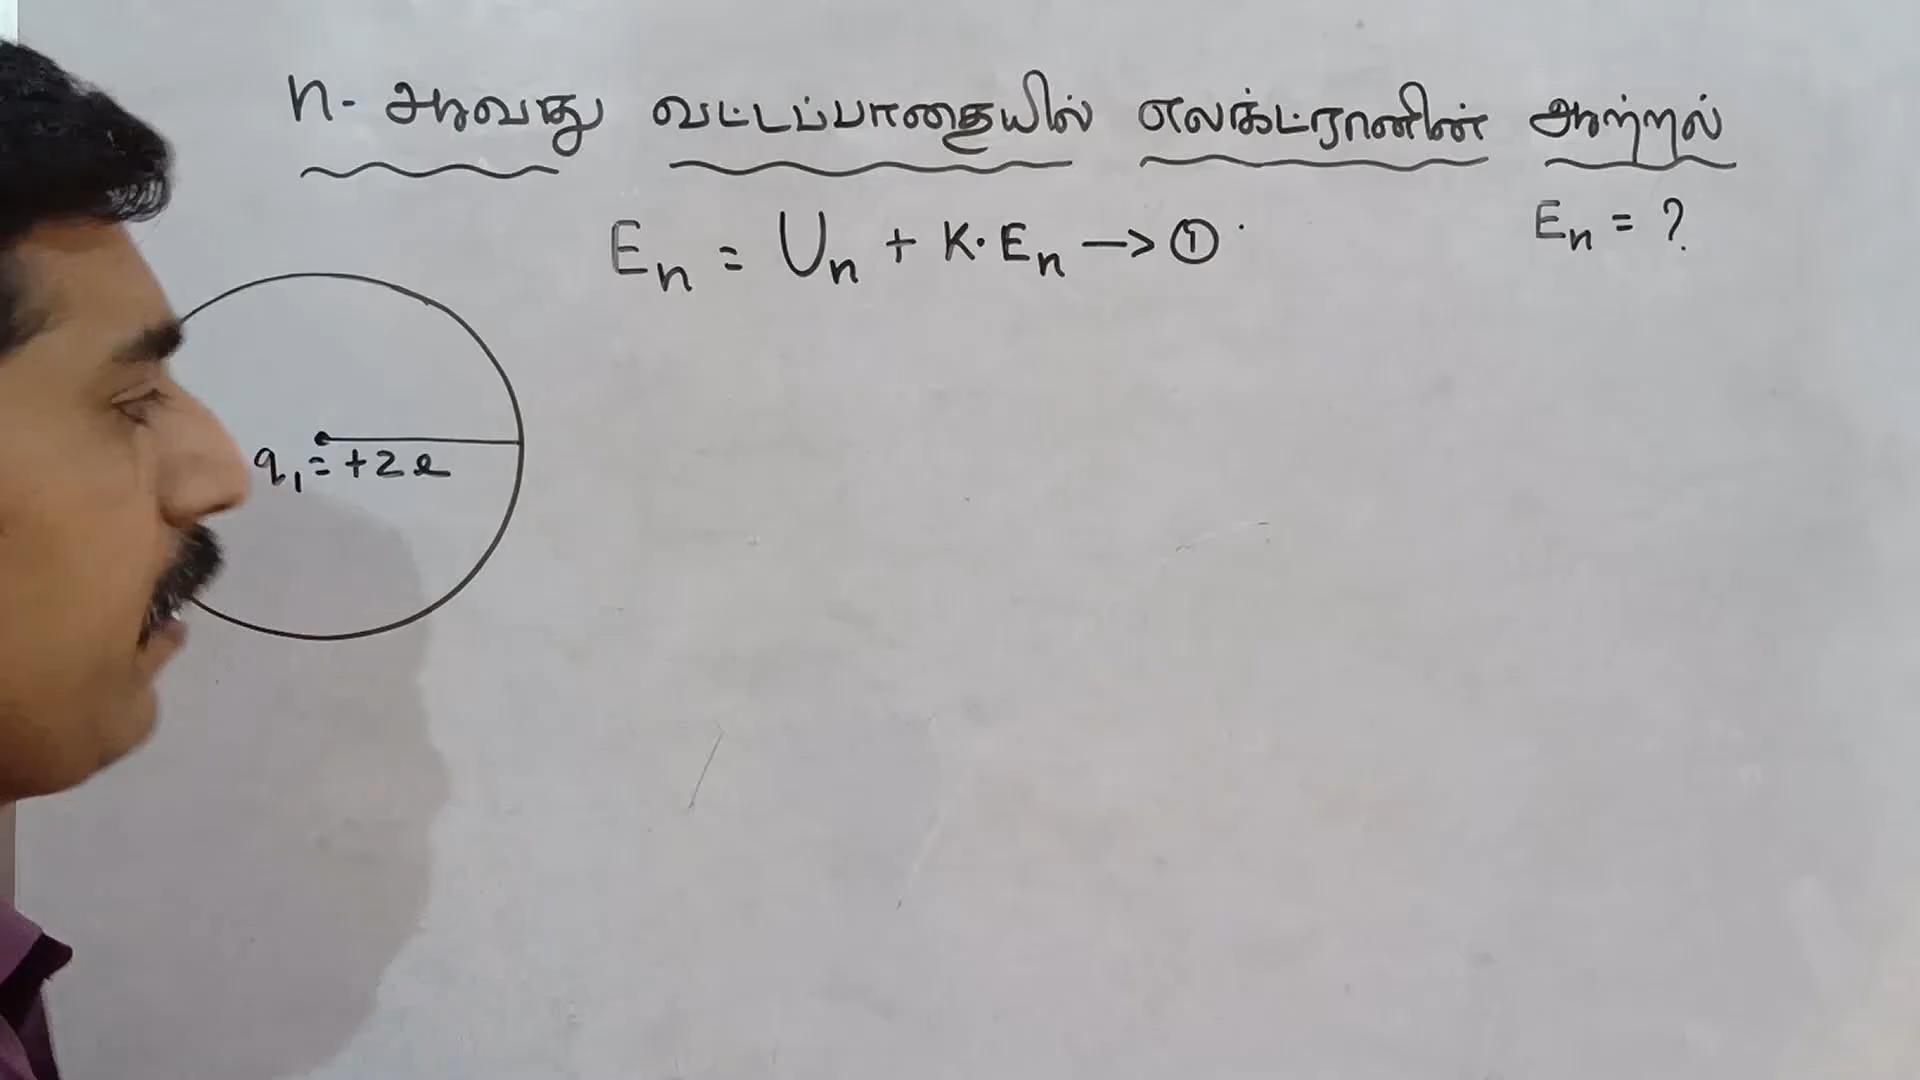 n- ஆவது வட்டப்பாதையில் எலக்ட்ரானின் ஆற்றல்
Eₙ = ?
Eₙ = Uₙ + K·Eₙ → ①
q₁ = +ze